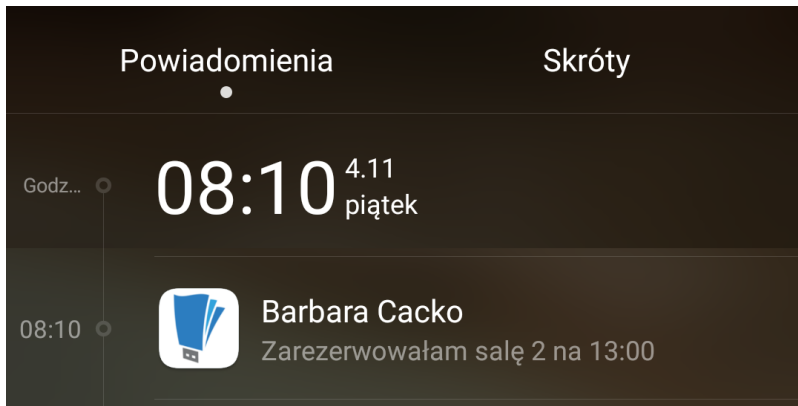 Powiadomienia Skróty
Godz... 08:10 4.11
piątek
08:10 Barbara Cacko
Zarezerwowałam salę 2 na 13:00